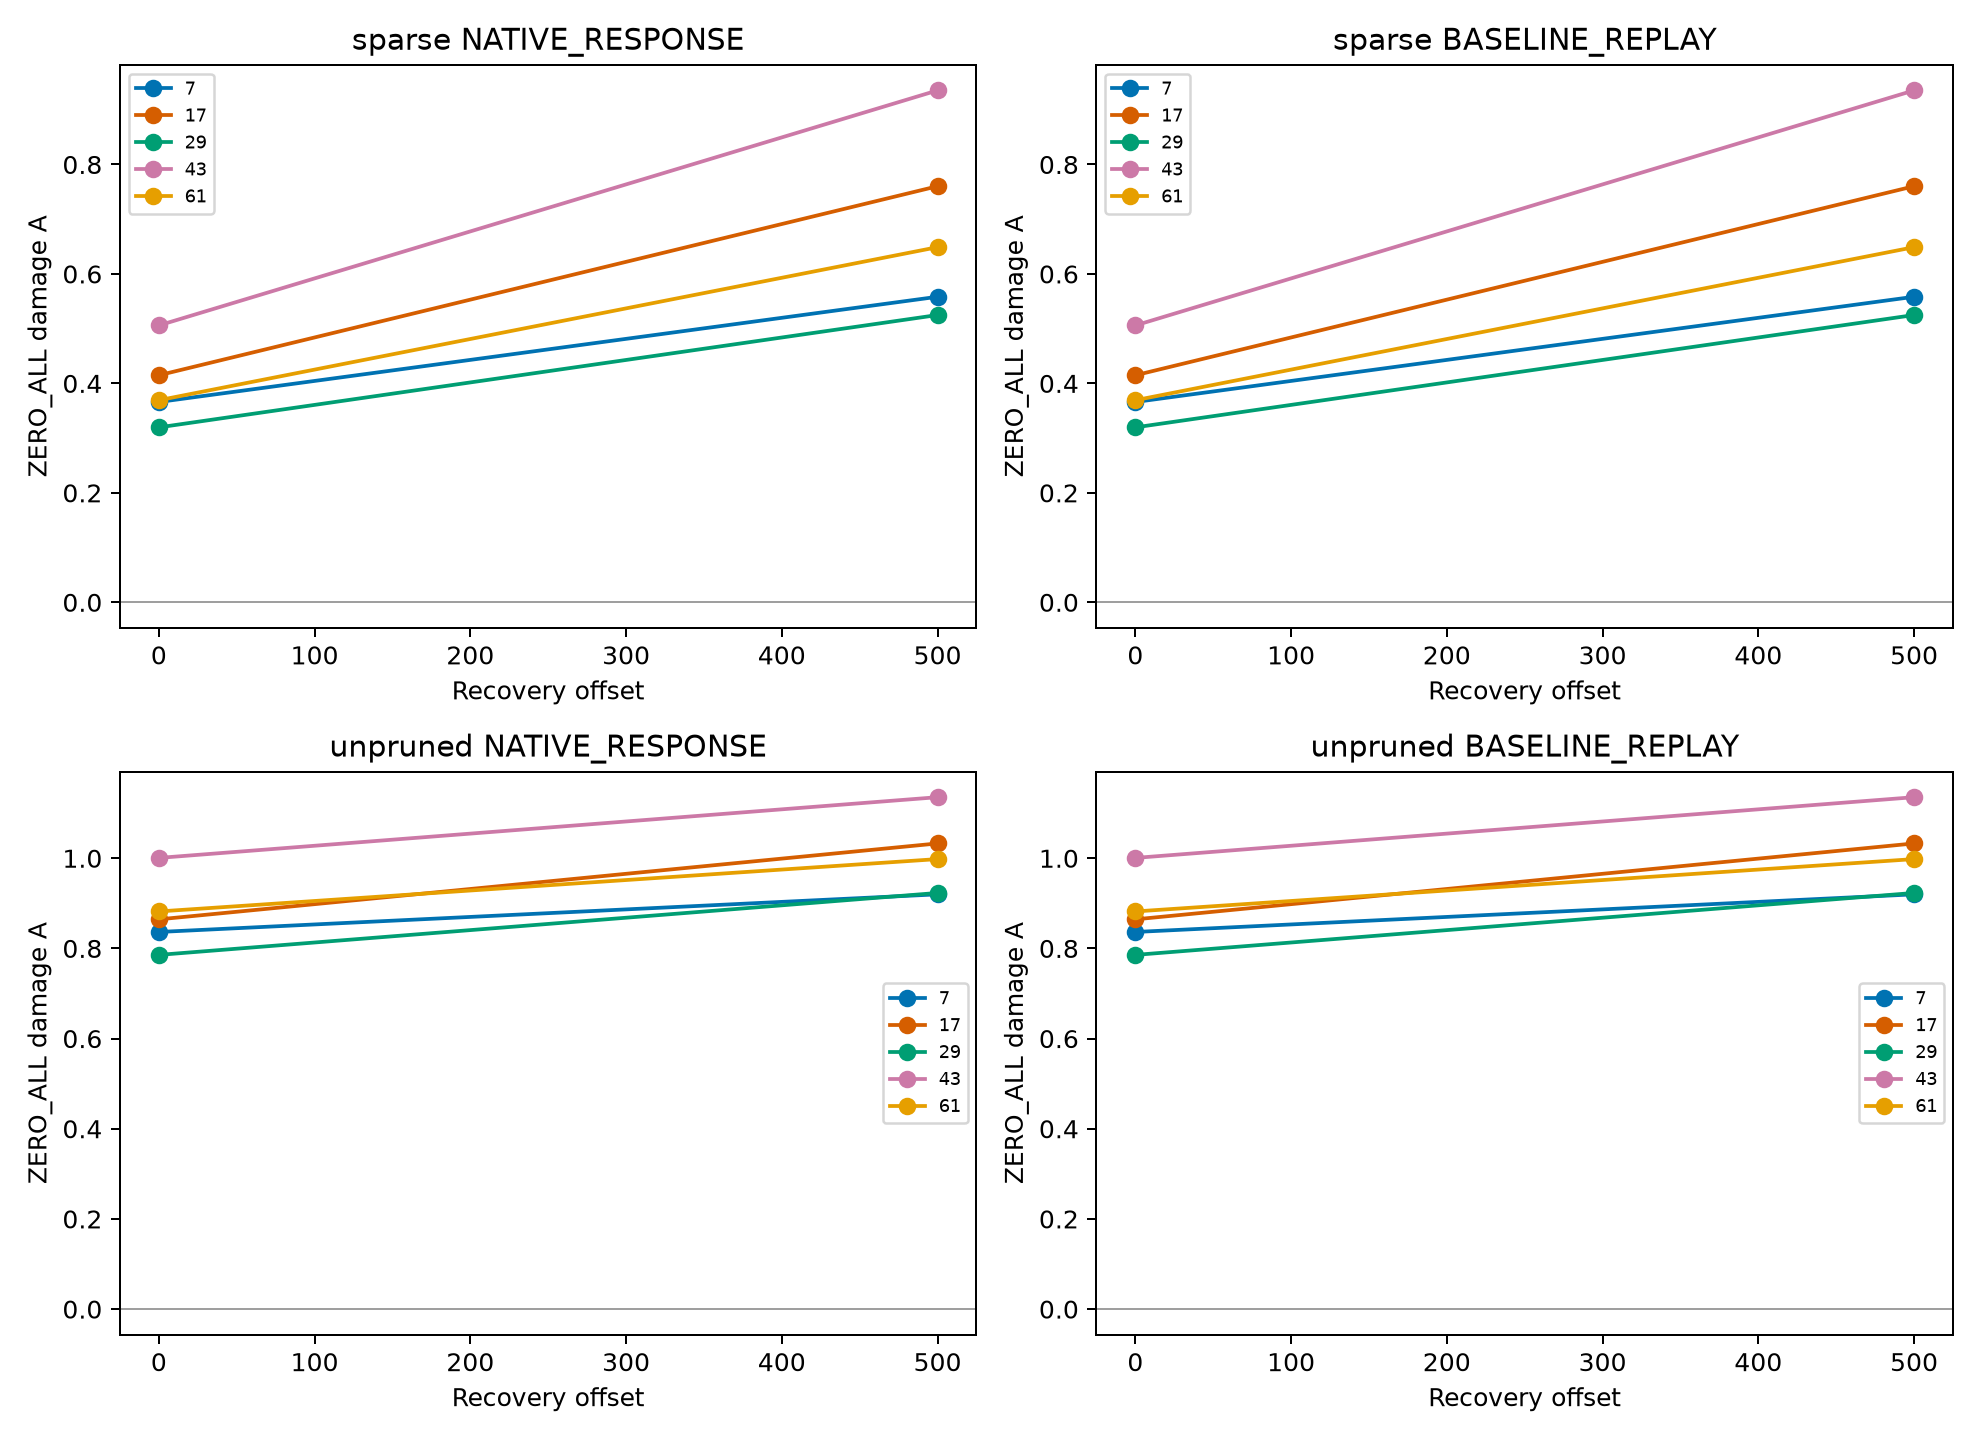 sparse NATIVE_RESPONSE
7
17
29
43
61
ZERO_ALL damage A
0.8
0.6
0.4
0.2
0.0
0 100 200 300 400 500
Recovery offset
sparse BASELINE_REPLAY
7
17
29
43
61
ZERO_ALL damage A
0.8
0.6
0.4
0.2
0.0
0 100 200 300 400 500
Recovery offset
unpruned NATIVE_RESPONSE
7
17
29
43
61
ZERO_ALL damage A
1.0
0.8
0.6
0.4
0.2
0.0
0 100 200 300 400 500
Recovery offset
unpruned BASELINE_REPLAY
7
17
29
43
61
ZERO_ALL damage A
1.0
0.8
0.6
0.4
0.2
0.0
0 100 200 300 400 500
Recovery offset